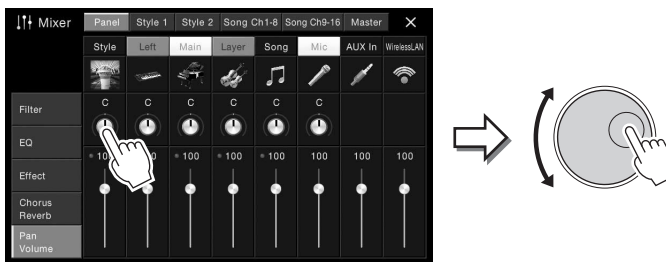 Mixer
Panel Style 1 Style 2 Song Ch1-8 Song Ch9-16 Master
Style Left Main Layer Song Mic AUX In WirelessLAN
C C C C C C
Filter
EQ
100 100 100 100 100 100 100
Effect
Chorus
Reverb
Pan
Volume